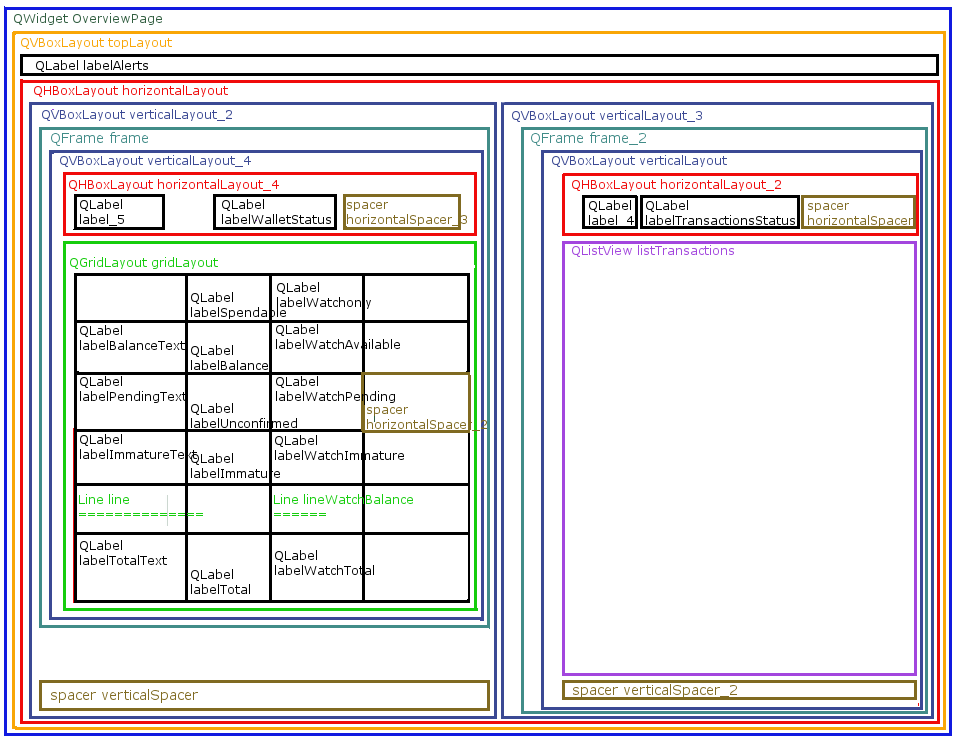 QWidget OverviewPage
QVBoxLayout topLayout
QLabel labelAlerts
QHBoxLayout horizontalLayout
QVBoxLayout verticalLayout_2
QFrame frame
QVBoxLayout verticalLayout_4
QHBoxLayout horizontalLayout_4
QLabel
label_5
QLabel
labelWalletStatus
spacer
horizontalSpacer_3
QGridLayout gridLayout
QLabel
labelSpendable
QLabel
labelWatchonly
QLabel
labelBalanceText
QLabel
labelBalance
QLabel
labelWatchAvailable
QLabel
labelPendingText
QLabel
labelUnconfirmed
QLabel
labelWatchPending
spacer
horizontalSpacer_2
QLabel
labelImmatureText
QLabel
labelImmature
QLabel
labelWatchImmature
Line line
==============
Line lineWatchBalance
======
QLabel
labelTotalText
QLabel
labelTotal
QLabel
labelWatchTotal
spacer verticalSpacer
QVBoxLayout verticalLayout_3
QFrame frame_2
QVBoxLayout verticalLayout
QHBoxLayout horizontalLayout_2
QLabel
label_4
QLabel
labelTransactionsStatus
spacer
horizontalSpacer
QListView listTransactions
spacer verticalSpacer_2